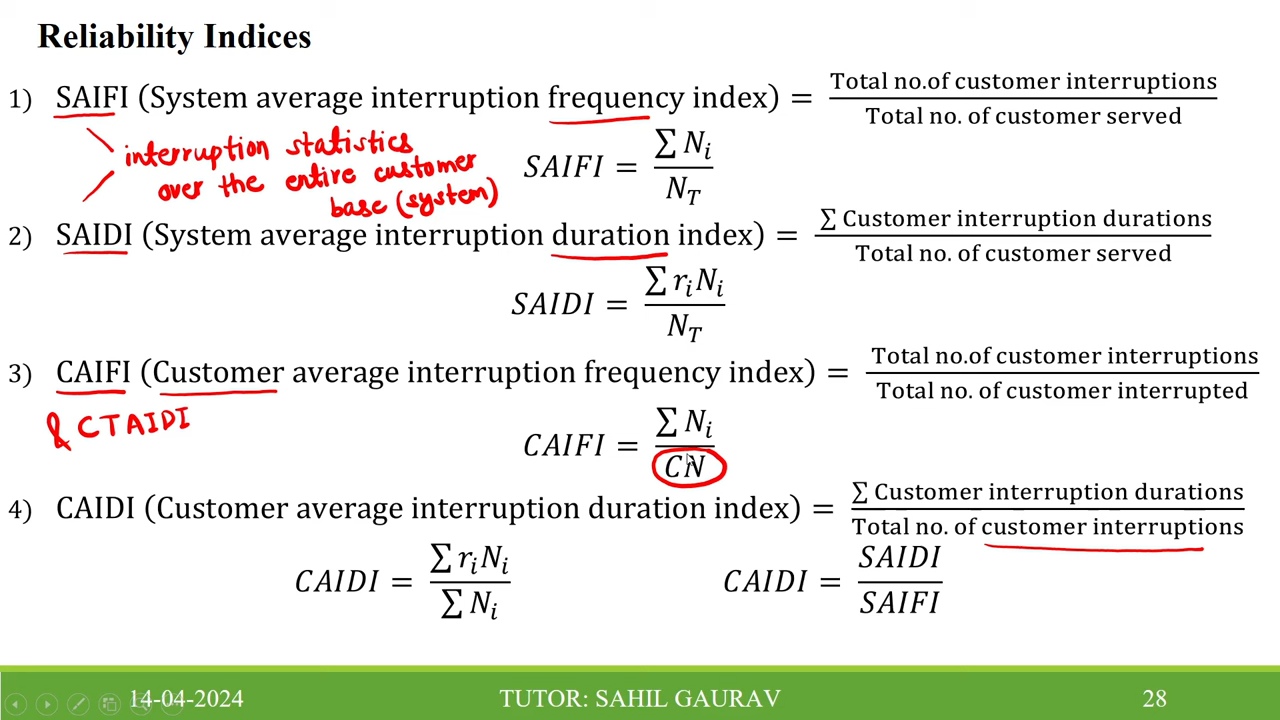 Reliability Indices
1) SAIFI (System average interruption frequency index) = Total no.of customer interruptions / Total no. of customer served
interruption statistics
over the entire customer
base (system)
SAIFI = ∑ Nᵢ / N_T
2) SAIDI (System average interruption duration index) = ∑ Customer interruption durations / Total no. of customer served
SAIDI = ∑ rᵢNᵢ / N_T
3) CAIFI (Customer average interruption frequency index) = Total no.of customer interruptions / Total no. of customer interrupted
& CTAIDI
CAIFI = ∑ Nᵢ / CN
4) CAIDI (Customer average interruption duration index) = ∑ Customer interruption durations / Total no. of customer interruptions
CAIDI = ∑ rᵢNᵢ / ∑ Nᵢ CAIDI = SAIDI / SAIFI
14-04-2024 TUTOR: SAHIL GAURAV 28